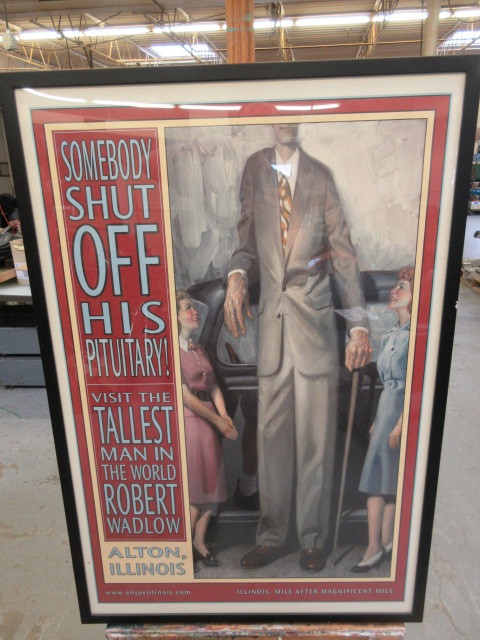 SOMEBODY
SHUT
OFF
HIS
PITUITARY!
VISIT THE
TALLEST
MAN IN
THE WORLD
ROBERT
WADLOW
ALTON,
ILLINOIS
www.enjoyillinois.com
ILLINOIS. MILE AFTER MAGNIFICENT MILE